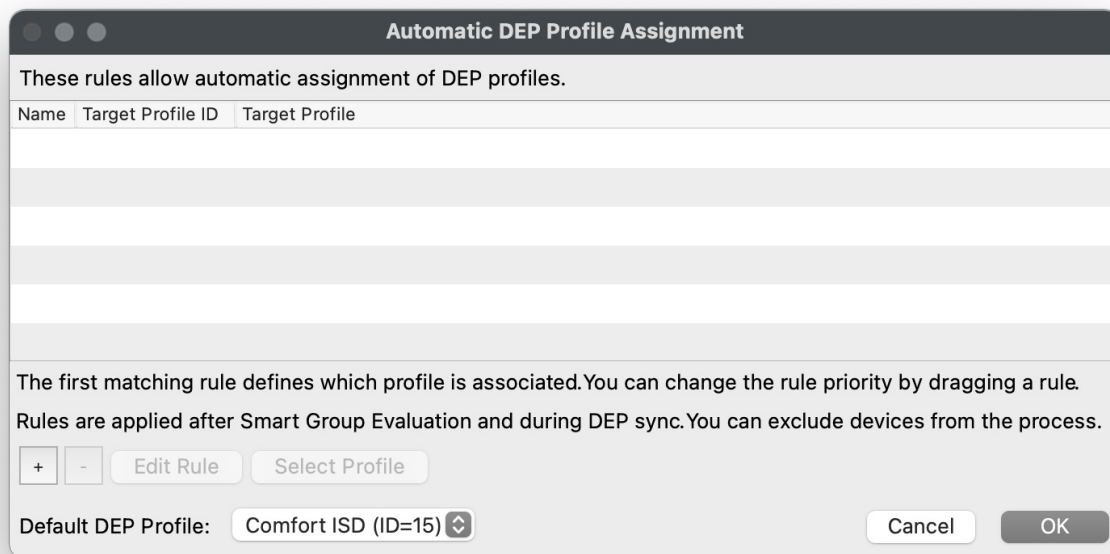 Automatic DEP Profile Assignment
These rules allow automatic assignment of DEP profiles.
Name Target Profile ID Target Profile
The first matching rule defines which profile is associated.You can change the rule priority by dragging a rule.
Rules are applied after Smart Group Evaluation and during DEP sync.You can exclude devices from the process.
+ - Edit Rule Select Profile
Default DEP Profile: Comfort ISD (ID=15) Cancel OK